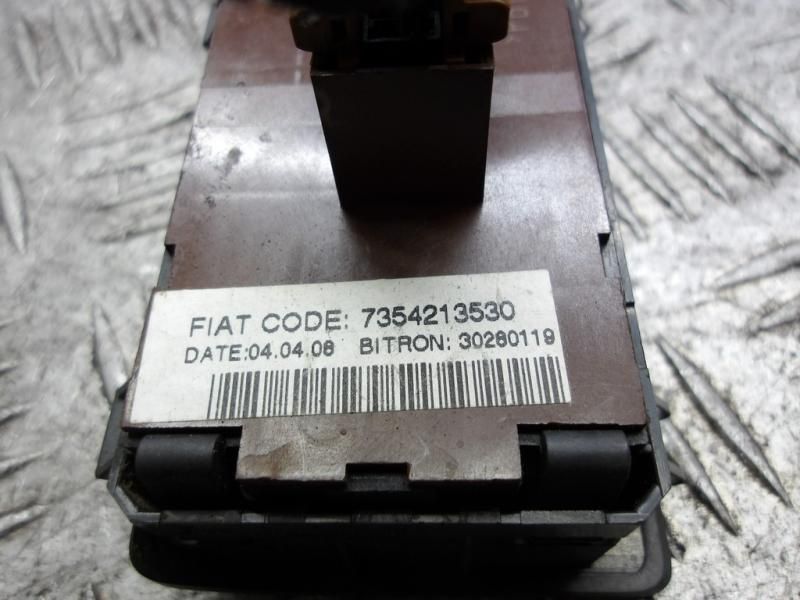 FIAT CODE: 7354213530
DATE:04.04.08 BITRON: 30280119